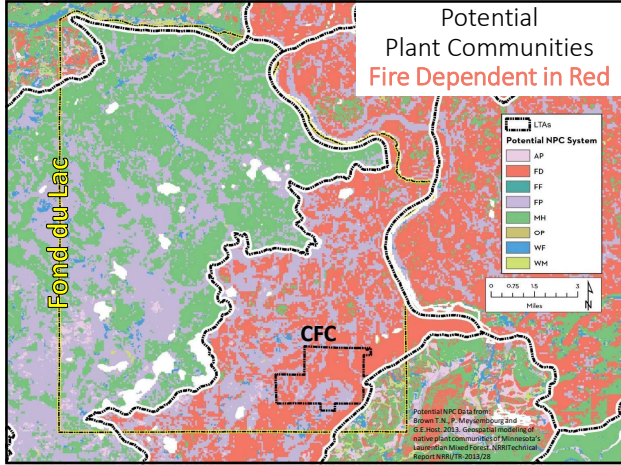 Potential
Plant Communities
Fire Dependent in Red
LTAs
Potential NPC System
AP
FD
FF
FP
MH
OP
WF
WM
0 0.75 1.5 3
Miles
N
Fond du Lac
CFC
Potential NPC Data from
Brown T.N., P. Meysembourg and
G.E. Host. 2013. Geospatial modeling of
native plant communities of Minnesota's
Laurentian Mixed Forest. NRRI Technical
Report NRRI/TR-2013/28